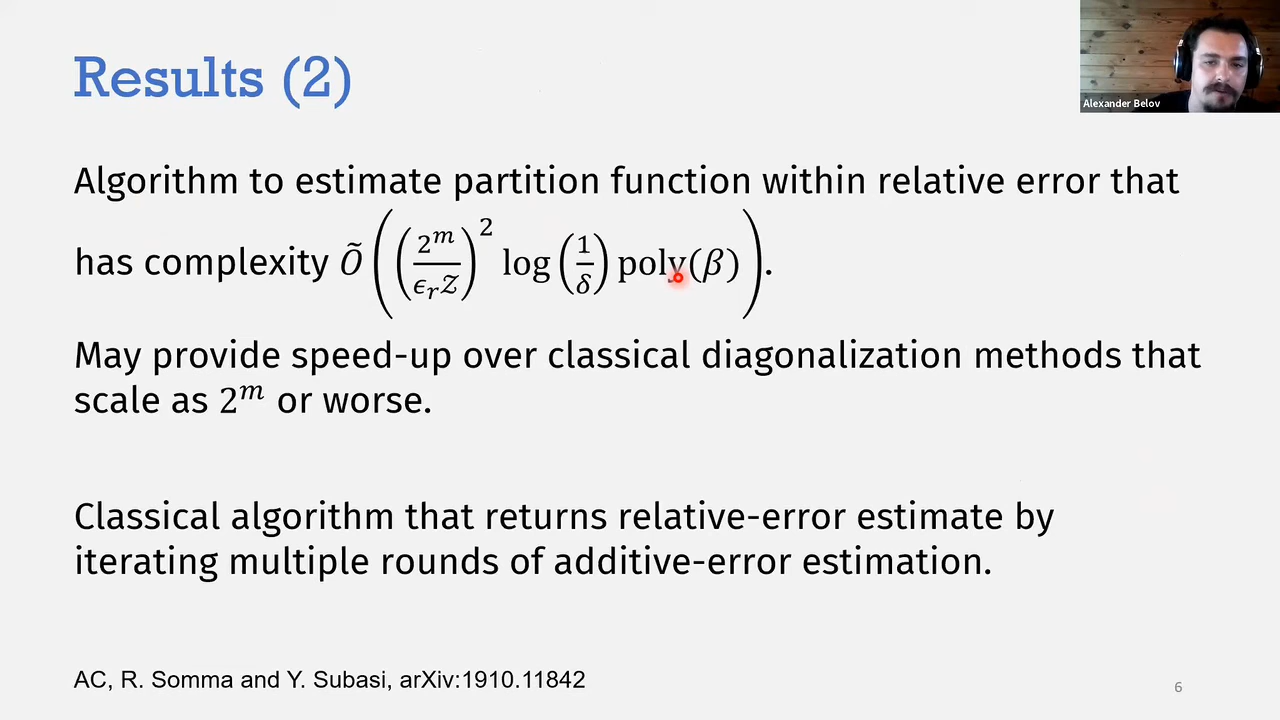 Results (2)
Alexander Belov
Algorithm to estimate partition function within relative error that
has complexity Õ((2^m/(ϵ_r 𝒵))^2 log(1/δ) poly(β)).
May provide speed-up over classical diagonalization methods that
scale as 2^m or worse.
Classical algorithm that returns relative-error estimate by
iterating multiple rounds of additive-error estimation.
AC, R. Somma and Y. Subasi, arXiv:1910.11842
6